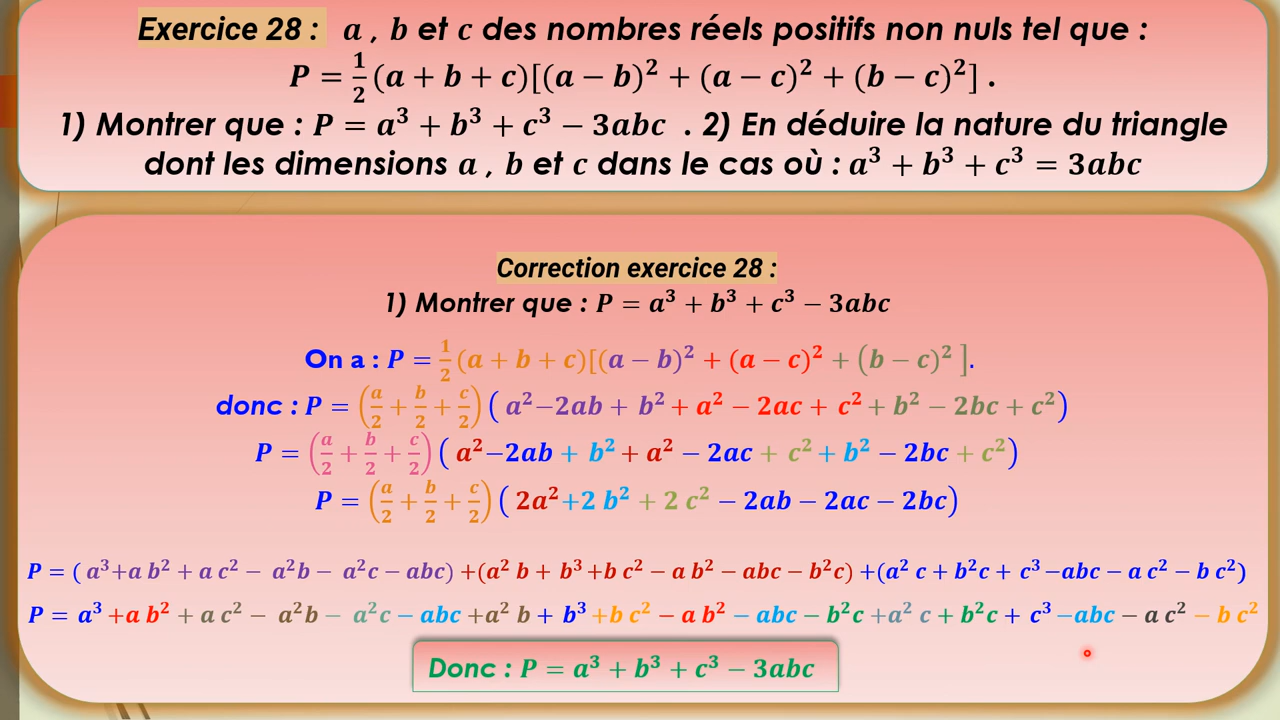 Exercice 28 : a , b et c des nombres réels positifs non nuls tel que :
P = 1/2 (a + b + c)[(a − b)² + (a − c)² + (b − c)²] .
1) Montrer que : P = a³ + b³ + c³ − 3abc . 2) En déduire la nature du triangle
dont les dimensions a , b et c dans le cas où : a³ + b³ + c³ = 3abc
Correction exercice 28 :
1) Montrer que : P = a³ + b³ + c³ − 3abc
On a : P = 1/2 (a + b + c)[(a − b)² + (a − c)² + (b − c)² ].
donc : P = (a/2 + b/2 + c/2) ( a²−2ab + b² + a² − 2ac + c² + b² − 2bc + c²)
P = (a/2 + b/2 + c/2) ( a²−2ab + b² + a² − 2ac + c² + b² − 2bc + c²)
P = (a/2 + b/2 + c/2) ( 2a²+2 b² + 2 c² − 2ab − 2ac − 2bc)
P = ( a³+a b² + a c² − a²b − a²c − abc) +(a² b + b³ +b c² − a b² − abc − b²c) +(a² c + b²c + c³ −abc − a c² − b c²)
P = a³ +a b² + a c² − a²b − a²c − abc +a² b + b³ +b c² − a b² − abc − b²c +a² c + b²c + c³ −abc − a c² − b c²
Donc : P = a³ + b³ + c³ − 3abc